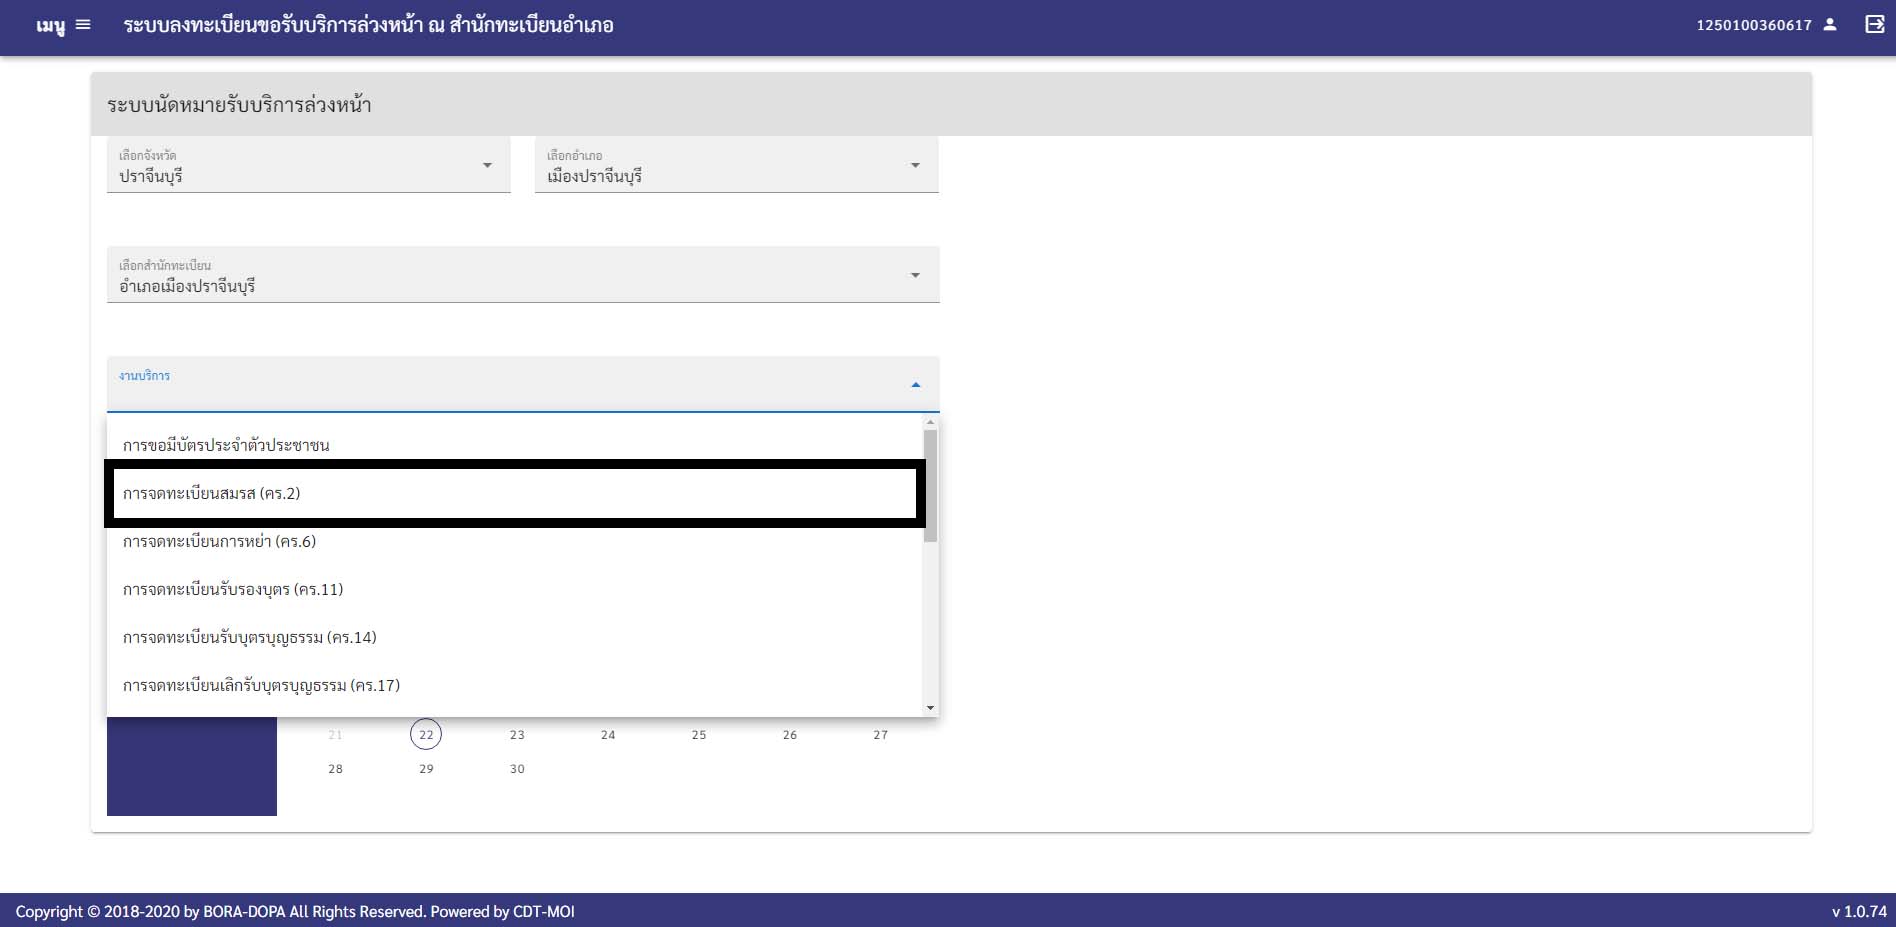 เมนู ระบบลงทะเบียนขอรับบริการล่วงหน้า ณ สำนักทะเบียนอำเภอ 1250100360617
ระบบนัดหมายรับบริการล่วงหน้า
เลือกจังหวัด เลือกอำเภอ
ปราจีนบุรี เมืองปราจีนบุรี
เลือกสำนักทะเบียน
อำเภอเมืองปราจีนบุรี
งานบริการ
การขอมีบัตรประจำตัวประชาชน
การจดทะเบียนสมรส (คร.2)
การจดทะเบียนการหย่า (คร.6)
การจดทะเบียนรับรองบุตร (คร.11)
การจดทะเบียนรับบุตรบุญธรรม (คร.14)
การจดทะเบียนเลิกรับบุตรบุญธรรม (คร.17)
21 22 23 24 25 26 27
28 29 30
Copyright © 2018-2020 by BORA-DOPA All Rights Reserved. Powered by CDT-MOI v 1.0.74